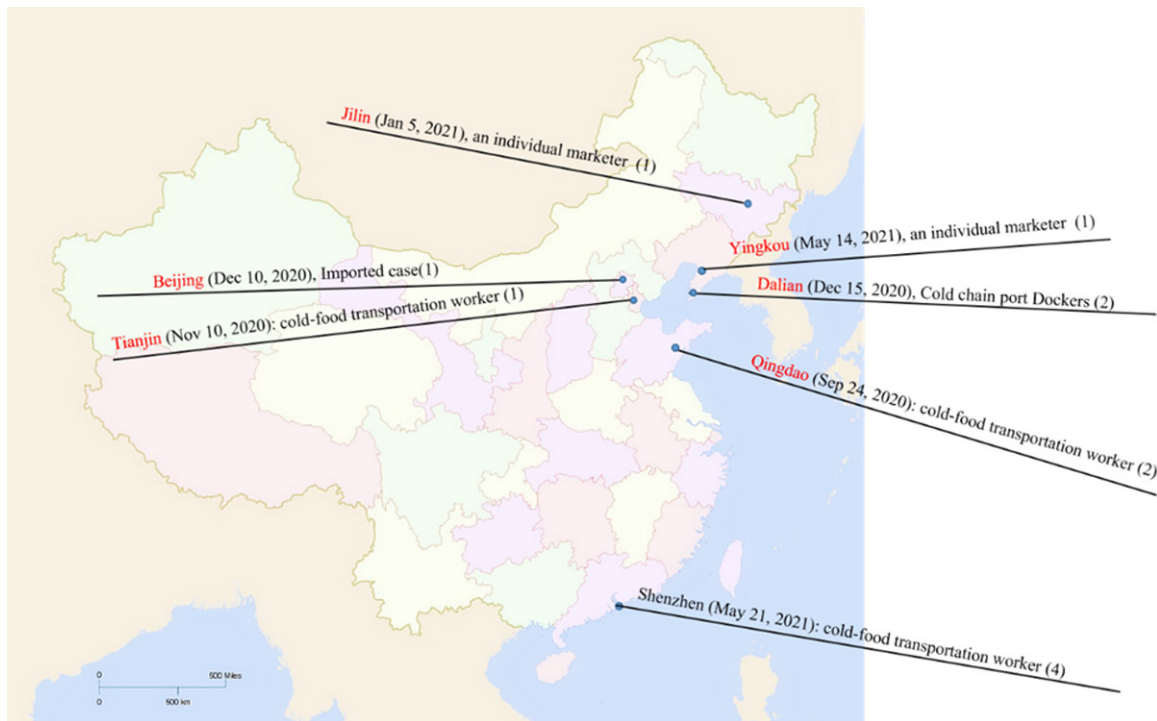 Jilin (Jan 5, 2021), an individual marketer (1)
Yingkou (May 14, 2021), an individual marketer (1)
Beijing (Dec 10, 2020), Imported case(1)
Dalian (Dec 15, 2020), Cold chain port Dockers (2)
Tianjin (Nov 10, 2020): cold-food transportation worker (1)
Qingdao (Sep 24, 2020): cold-food transportation worker (2)
Shenzhen (May 21, 2021): cold-food transportation worker (4)
0 500 Miles
0 500 km